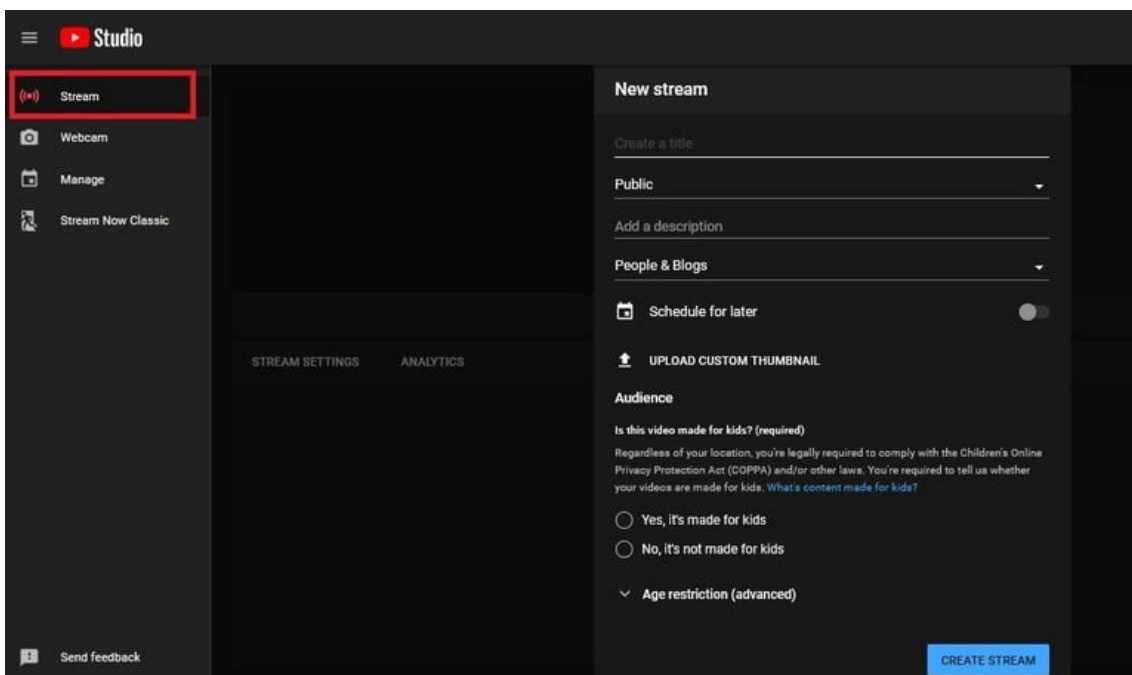 Studio
Stream
Webcam
Manage
Stream Now Classic
STREAM SETTINGS
ANALYTICS
New stream
Create a title
Public
Add a description
People & Blogs
Schedule for later
UPLOAD CUSTOM THUMBNAIL
Audience
Is this video made for kids? (required)
Regardless of your location, you're legally required to comply with the Children's Online
Privacy Protection Act (COPPA) and/or other laws. You're required to tell us whether
your videos are made for kids. What's content made for kids?
Yes, it's made for kids
No, it's not made for kids
Age restriction (advanced)
Send feedback
CREATE STREAM